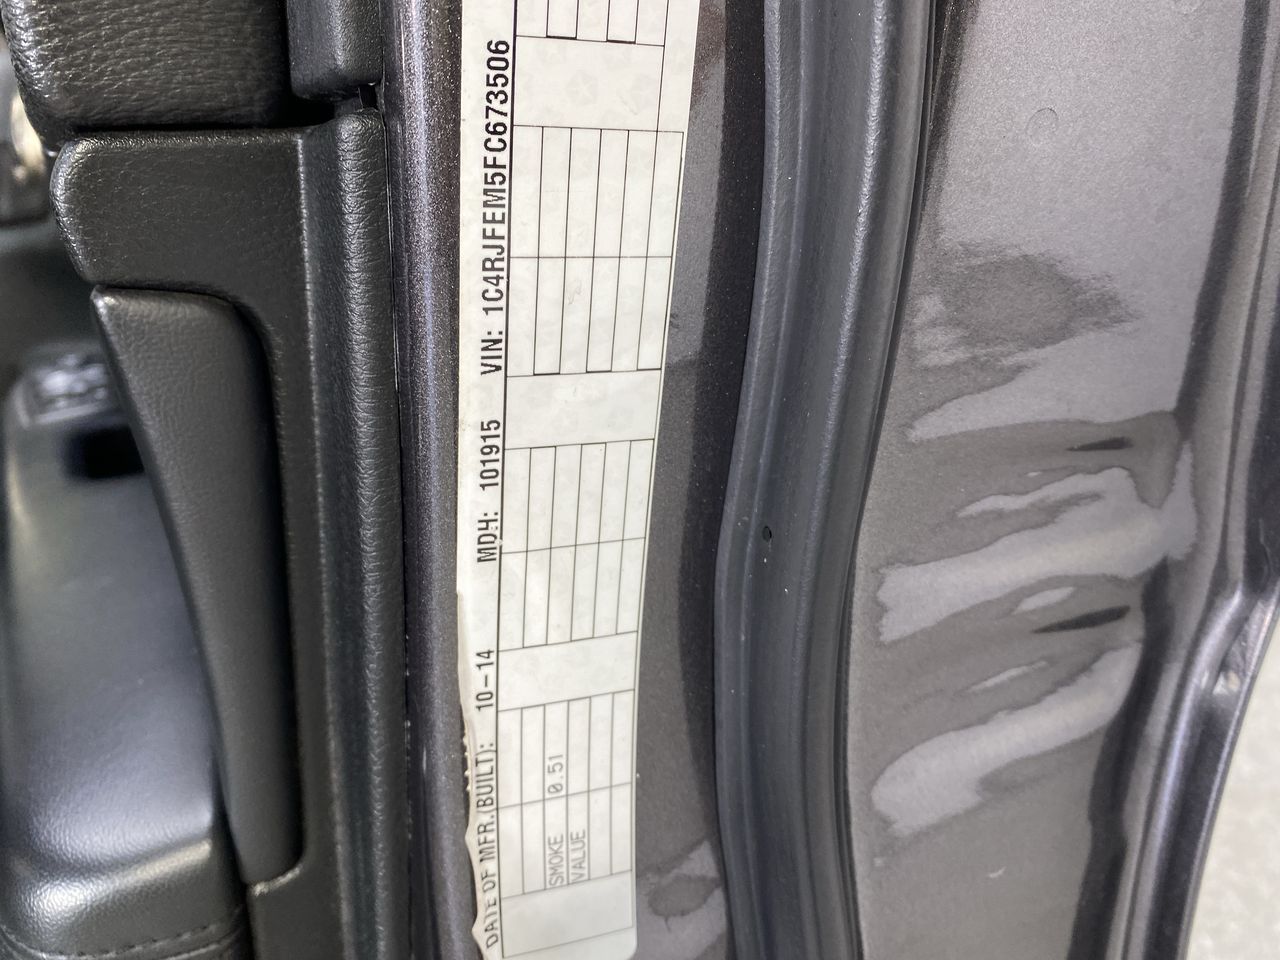 DATE OF MFR.(BUILT): 10-14 MDH: 101915 VIN: 1C4RJFEM5FC673506
SMOKE 0.51
VALUE